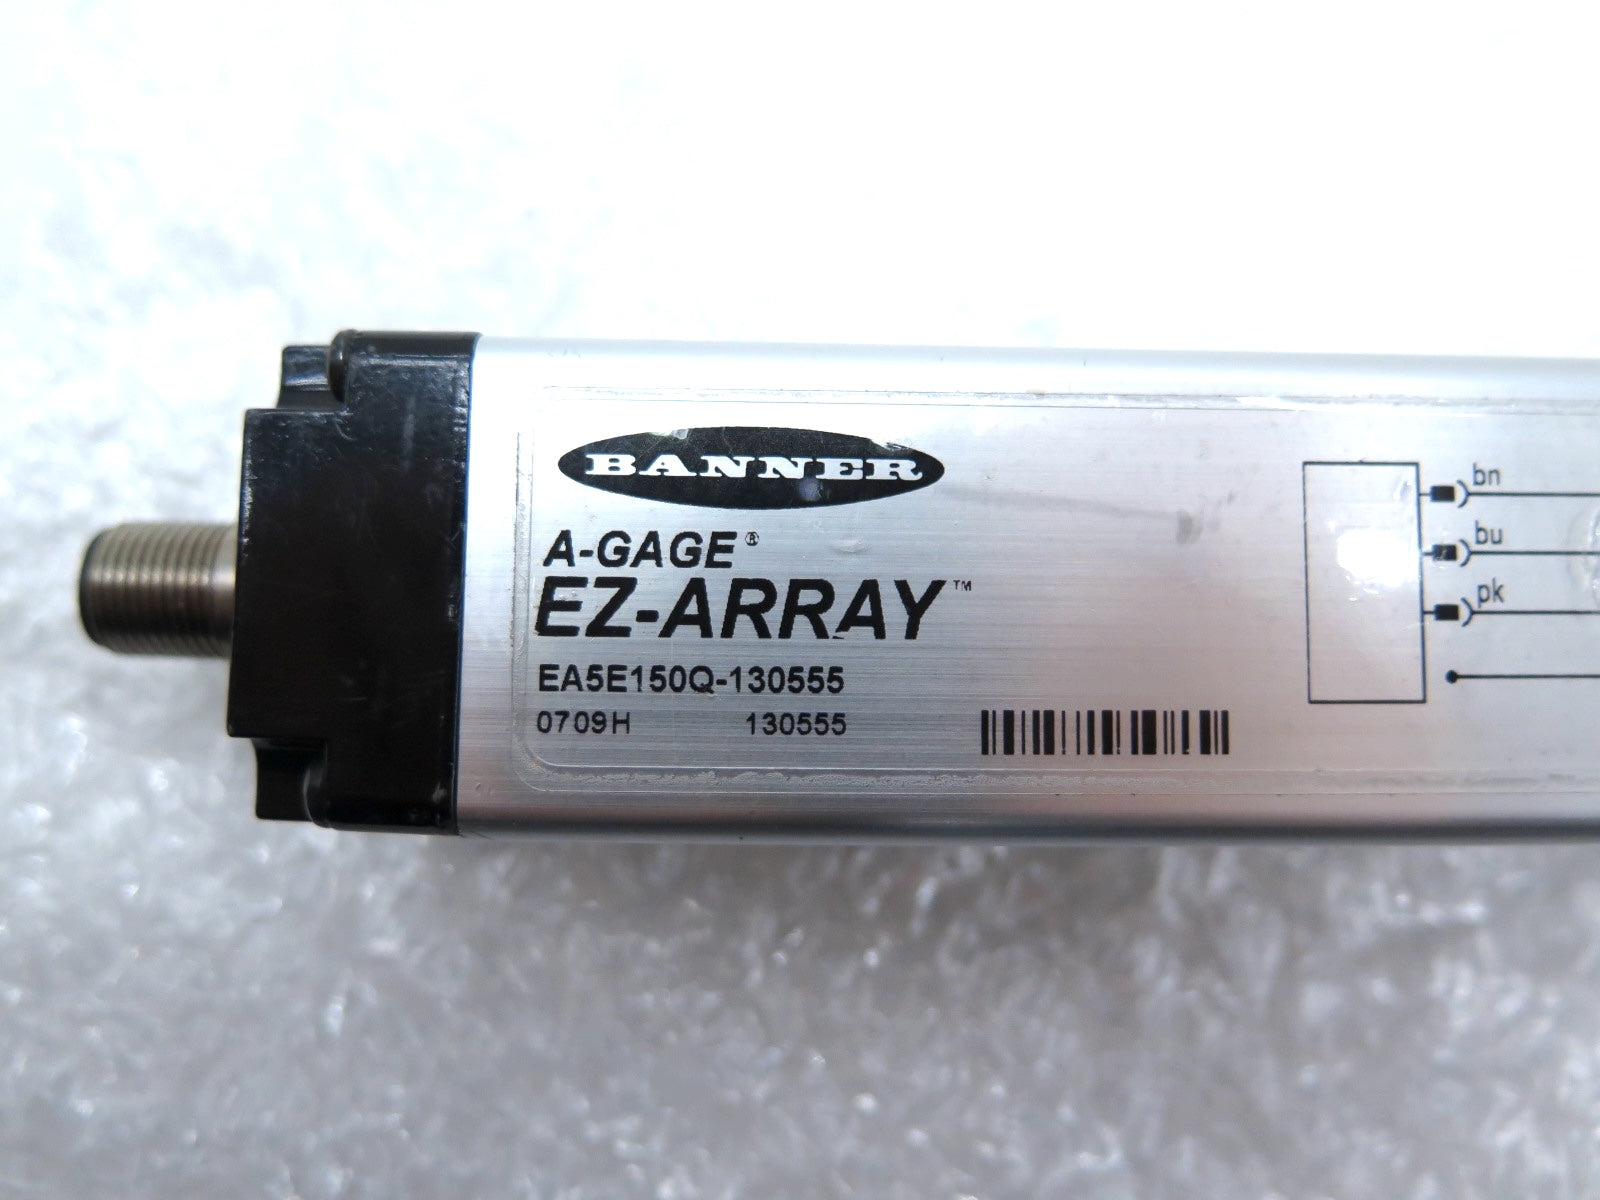 BANNER
A-GAGE®
EZ-ARRAY™
EA5E150Q-130555
0709H 130555
bn
bu
pk